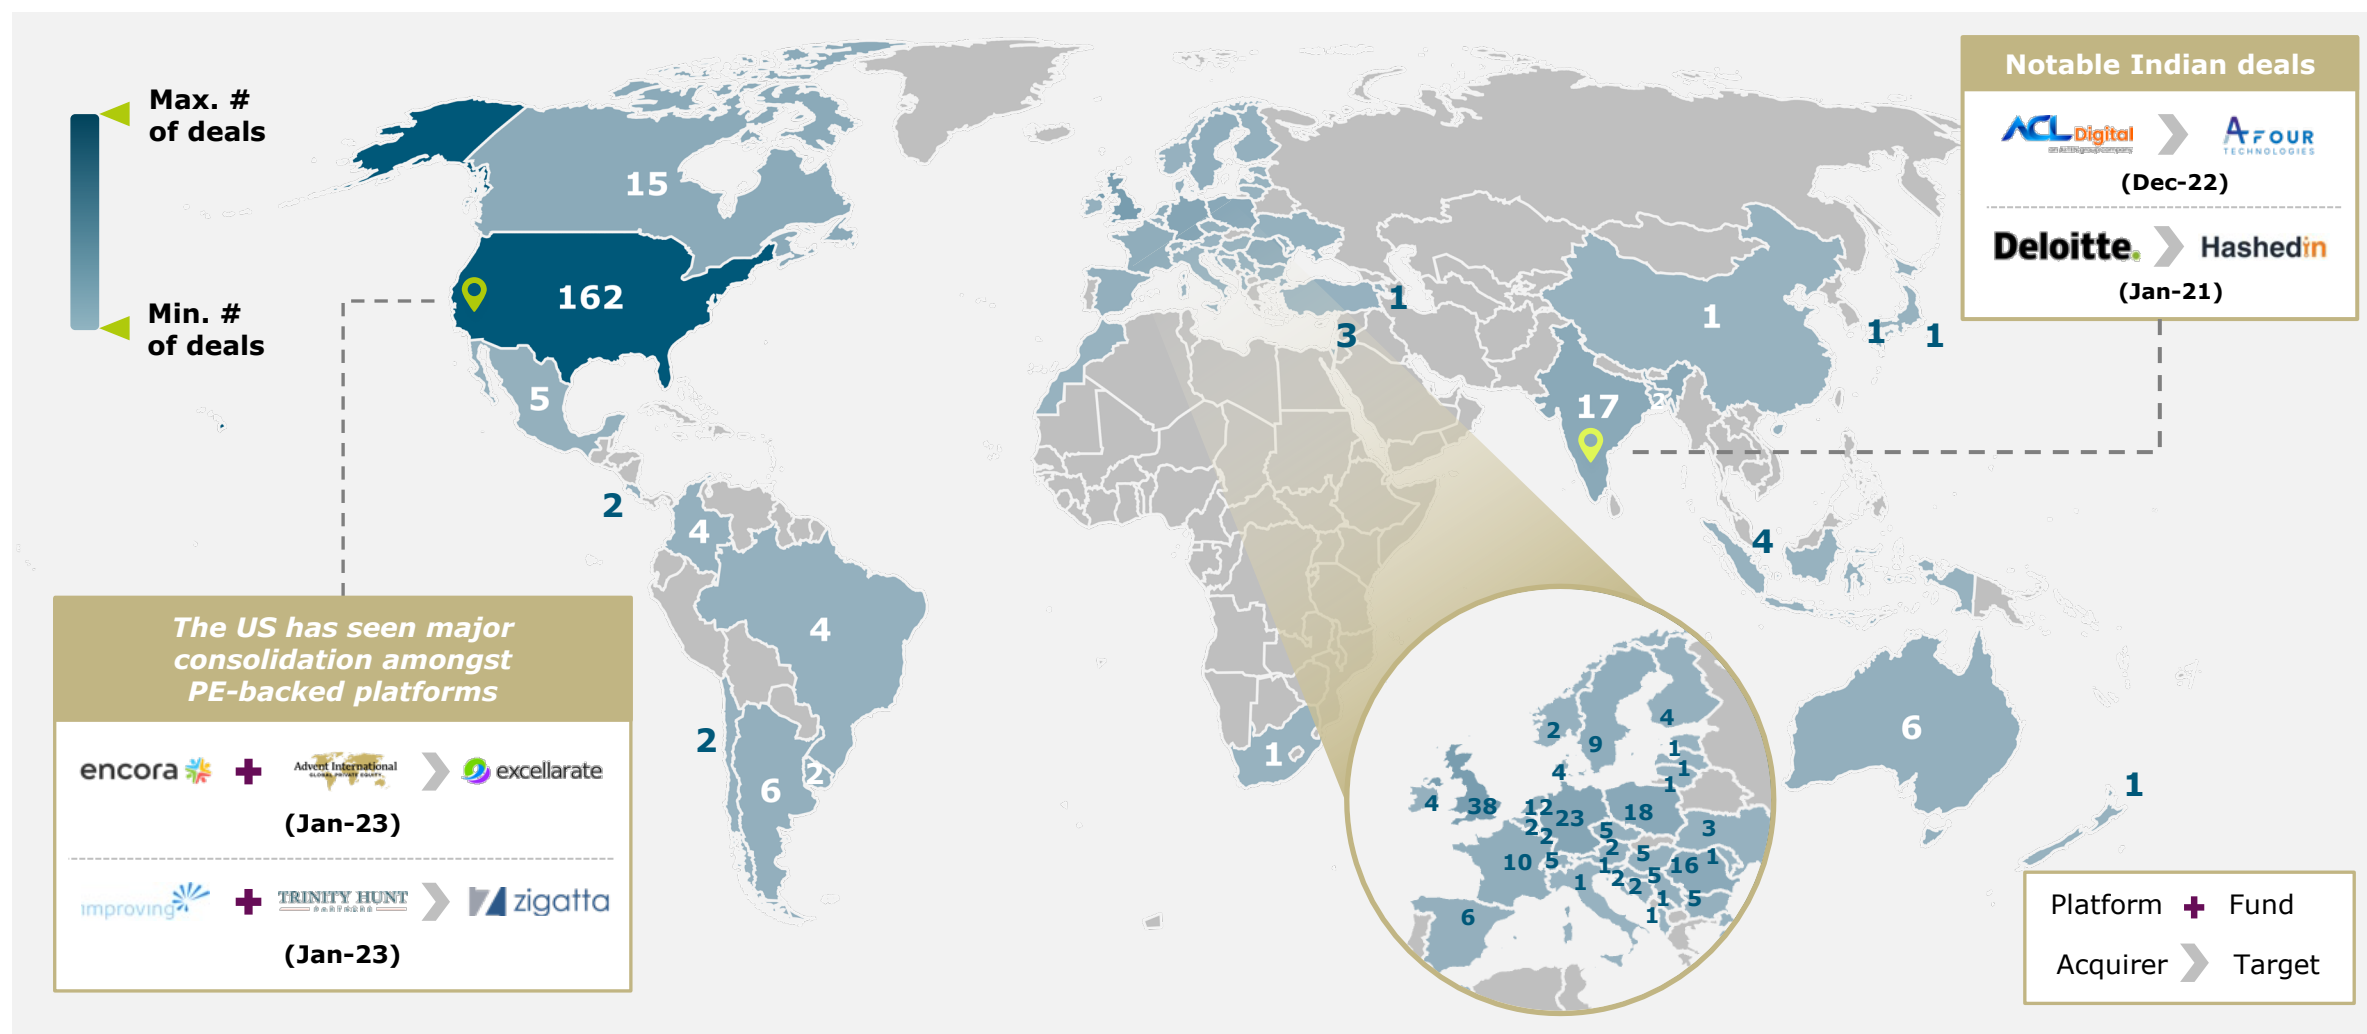 Max. #
of deals
Min. #
of deals
15
162
5
2
4
4
2
6
2
1
3
1
1
17
2
1
1
4
6
1
Notable Indian deals
ACL Digital
AFOUR
TECHNOLOGIES
(Dec-22)
Deloitte.
Hashedin
(Jan-21)
The US has seen major
consolidation amongst
PE-backed platforms
encora + Advent International
GLOBAL PRIVATE EQUITY
excellarate
(Jan-23)
improving + TRINITY HUNT
PARTNERS
zigatta
(Jan-23)
2
9
4
1
1
1
4
4
38
12
23
18
2
2
5
3
10
5
2
1
5
16
1
1
2
2
5
1
5
1
6
Platform + Fund
Acquirer
Target